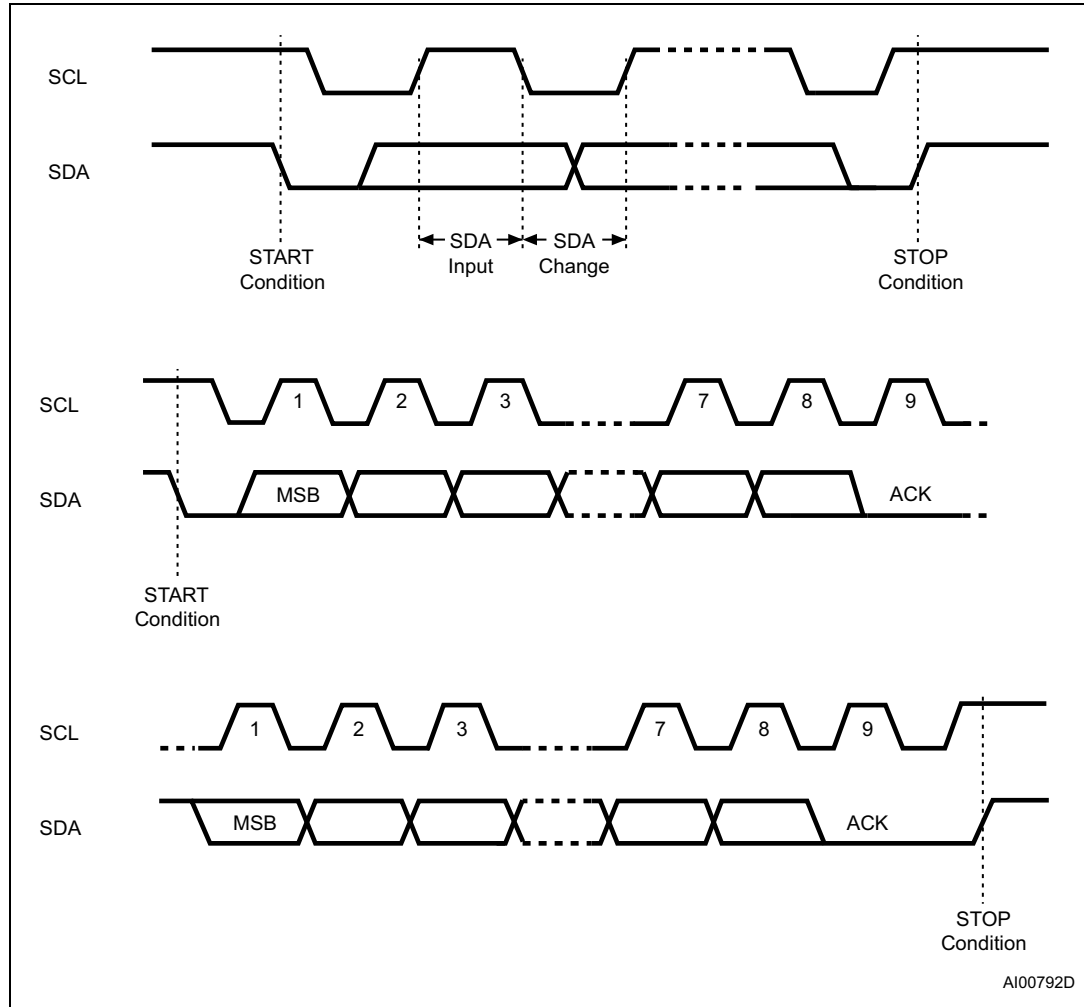 SCL
SDA
START
Condition
SDA
Input
SDA
Change
STOP
Condition
SCL
1 2 3 7 8 9
SDA
MSB ACK
START
Condition
SCL
1 2 3 7 8 9
SDA
MSB ACK
STOP
Condition
AI00792D